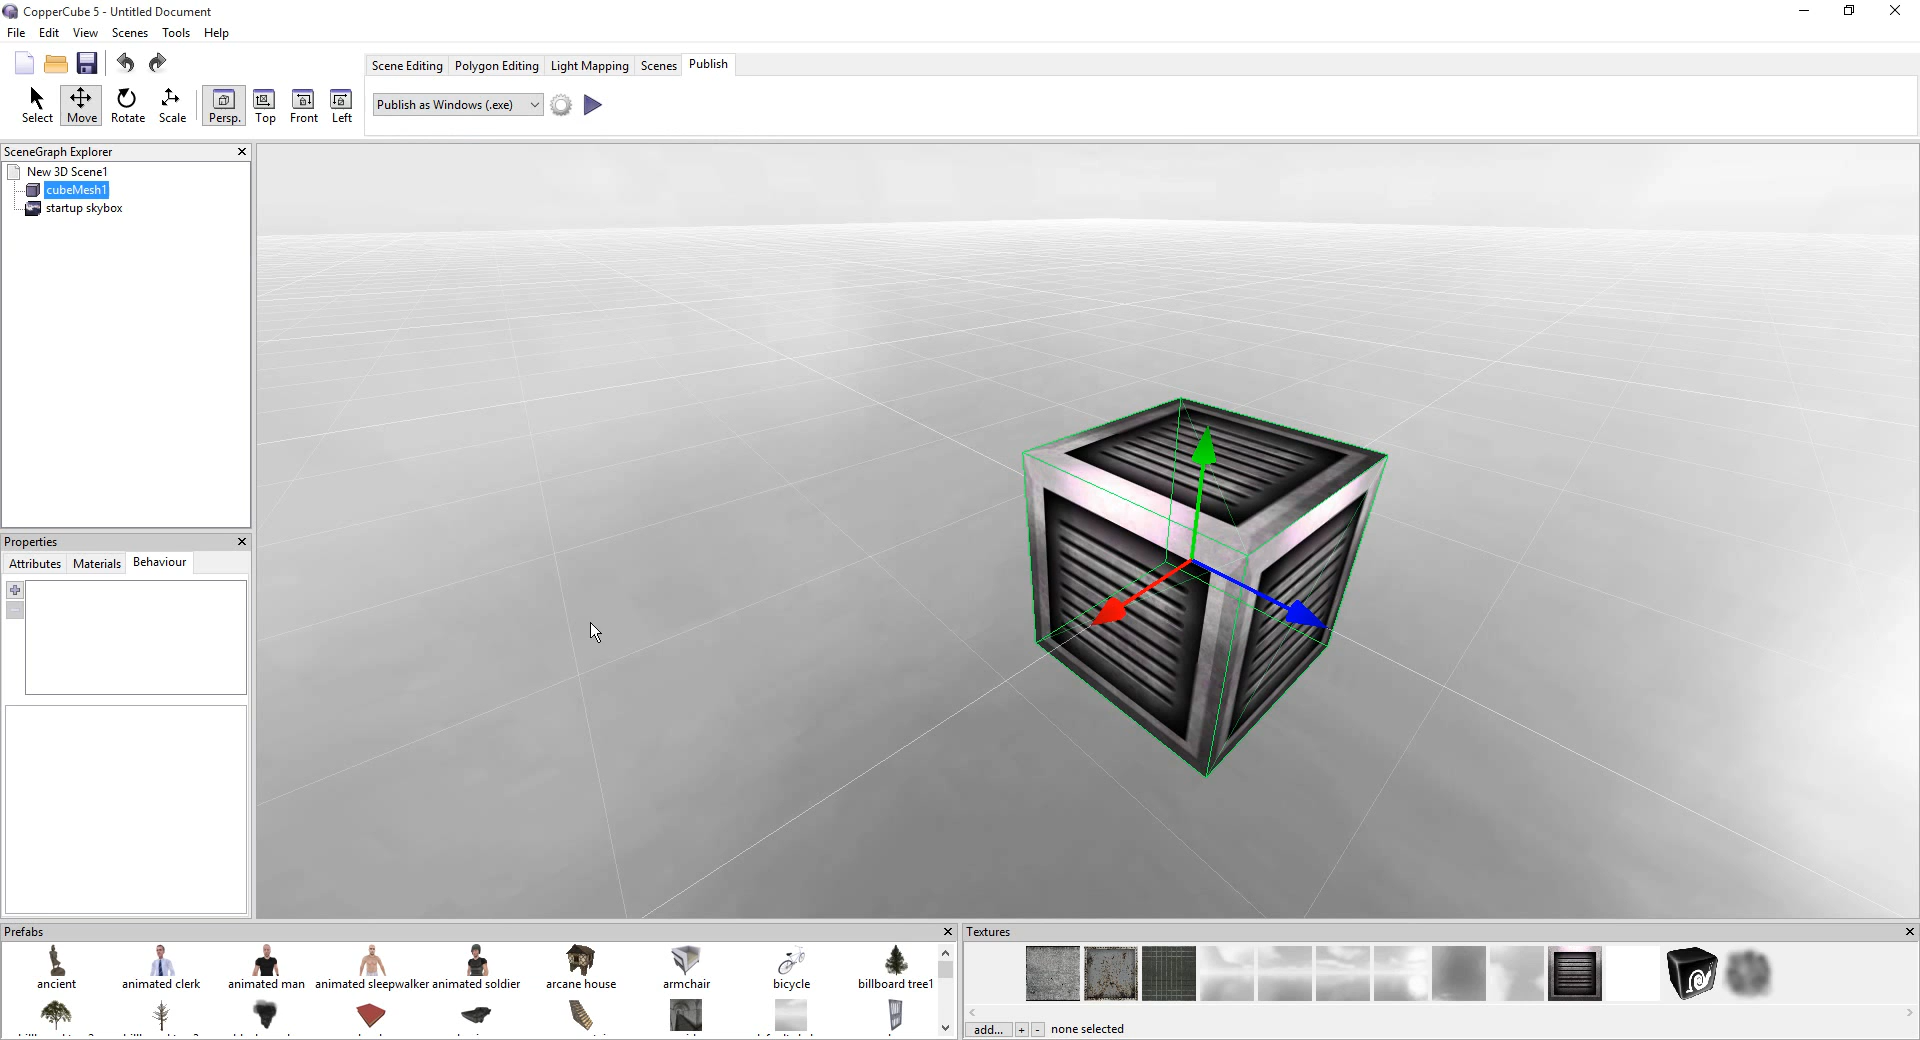 CopperCube 5 - Untitled Document
File Edit View Scenes Tools Help
Scene Editing Polygon Editing Light Mapping Scenes Publish
Publish as Windows (.exe)
Select Move Rotate Scale Persp. Top Front Left
SceneGraph Explorer
New 3D Scene1
cubeMesh1
startup skybox
Properties
Attributes Materials Behaviour
Prefabs
ancient animated clerk animated man animated sleepwalker animated soldier arcane house armchair bicycle billboard tree1
Textures
add... + - none selected